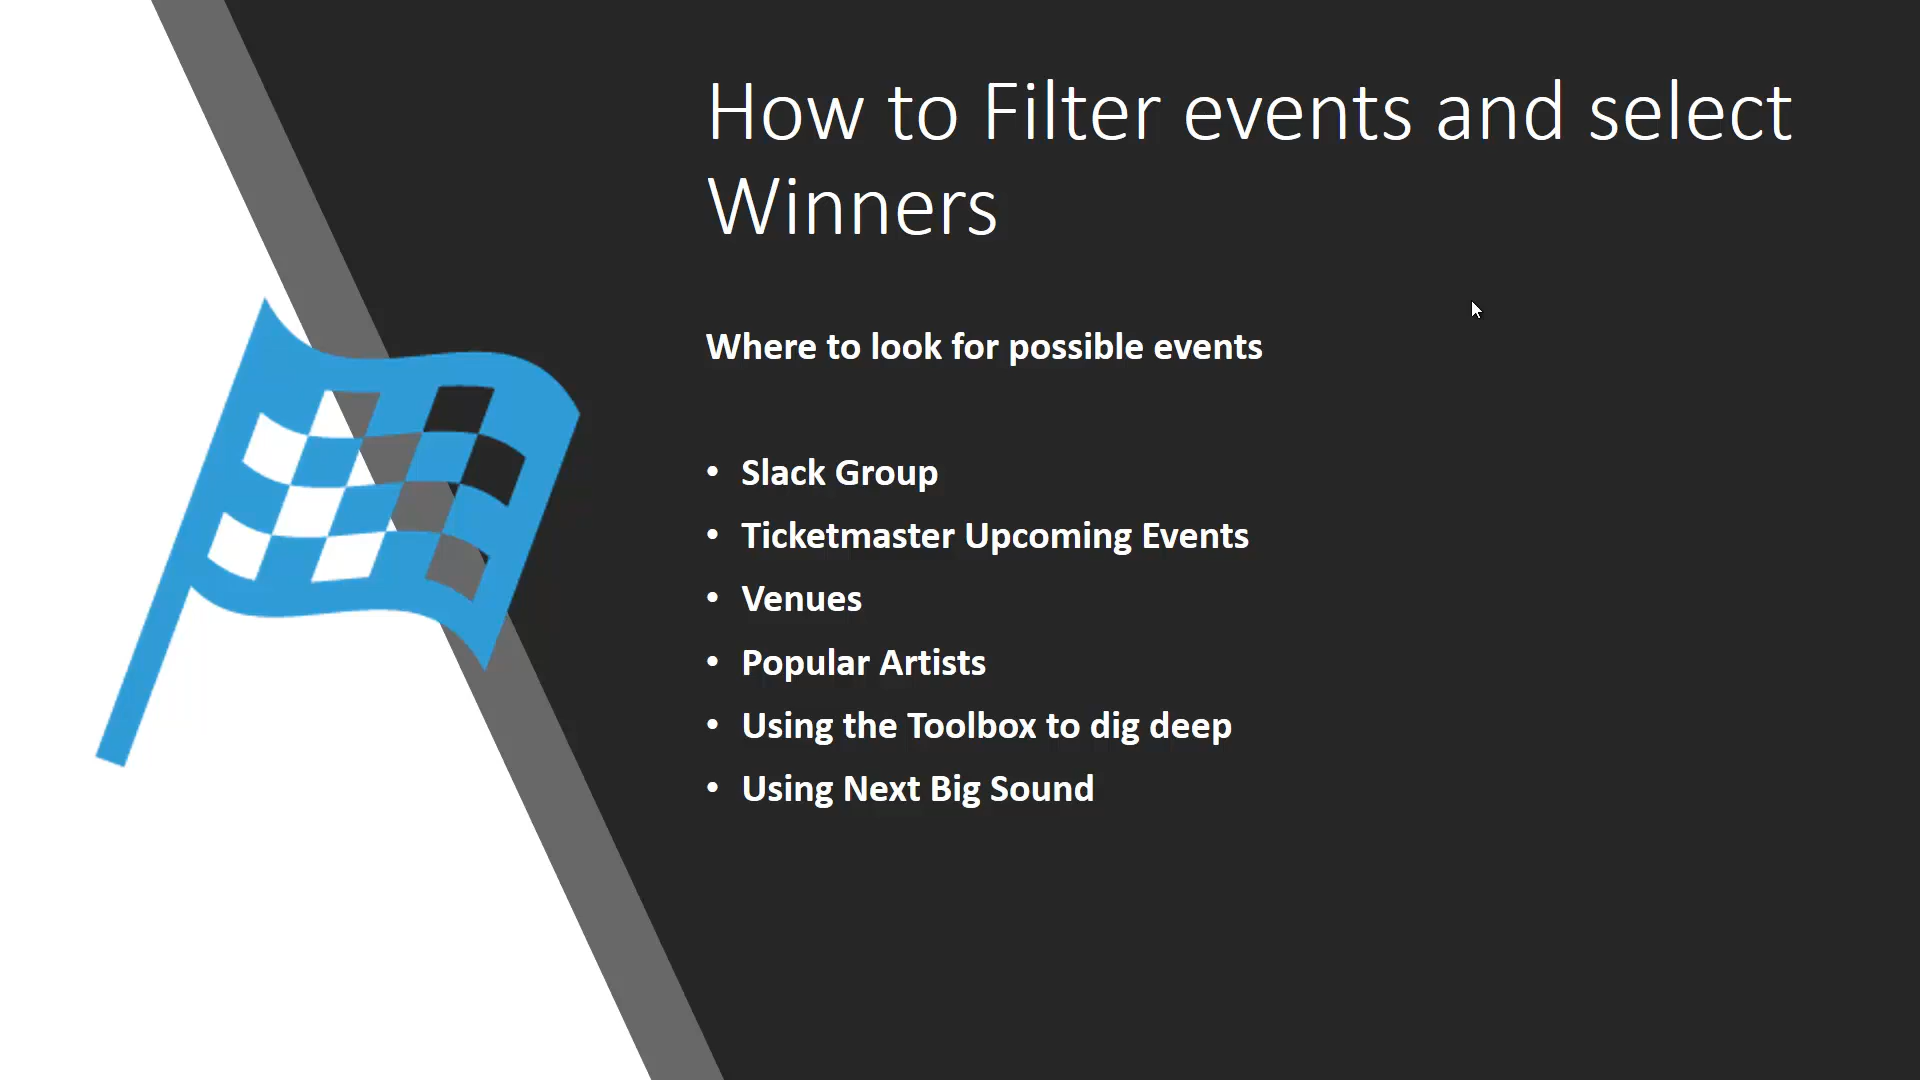 How to Filter events and select
Winners
Where to look for possible events
• Slack Group
• Ticketmaster Upcoming Events
• Venues
• Popular Artists
• Using the Toolbox to dig deep
• Using Next Big Sound